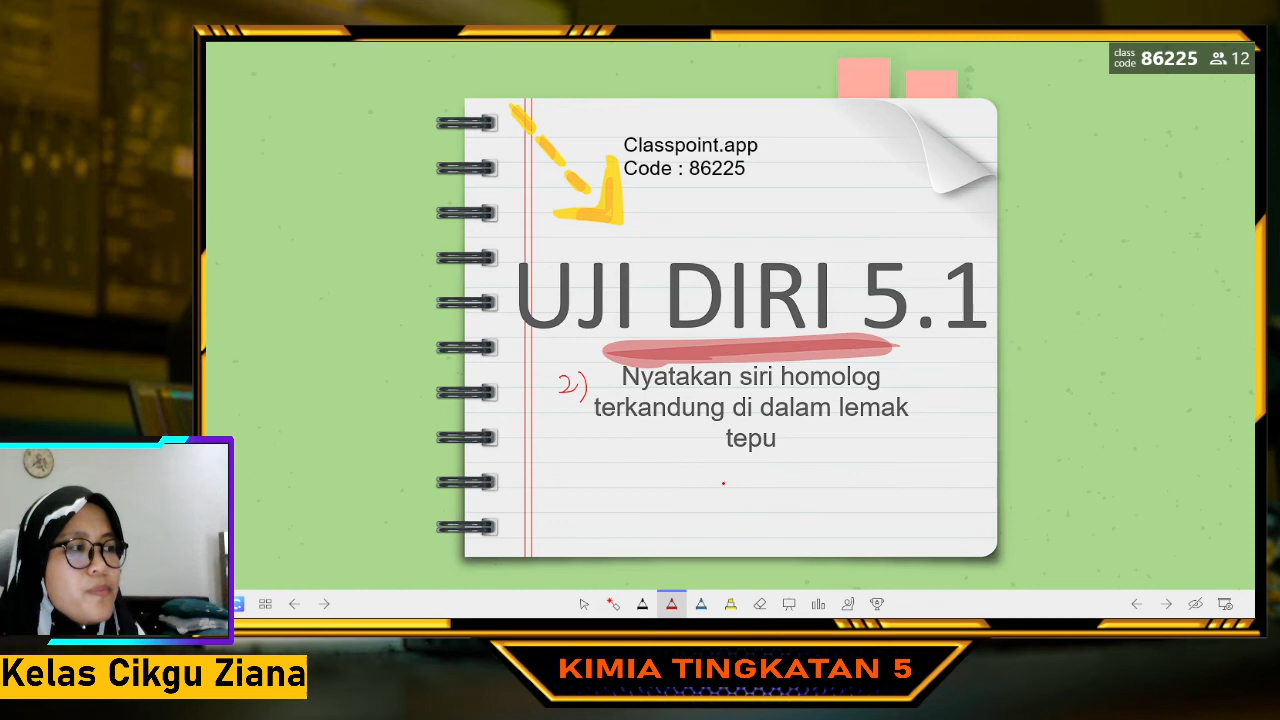 class code 86225 12
Classpoint.app
Code : 86225
UJI DIRI 5.1
2)
Nyatakan siri homolog
terkandung di dalam lemak
tepu
Kelas Cikgu Ziana
KIMIA TINGKATAN 5